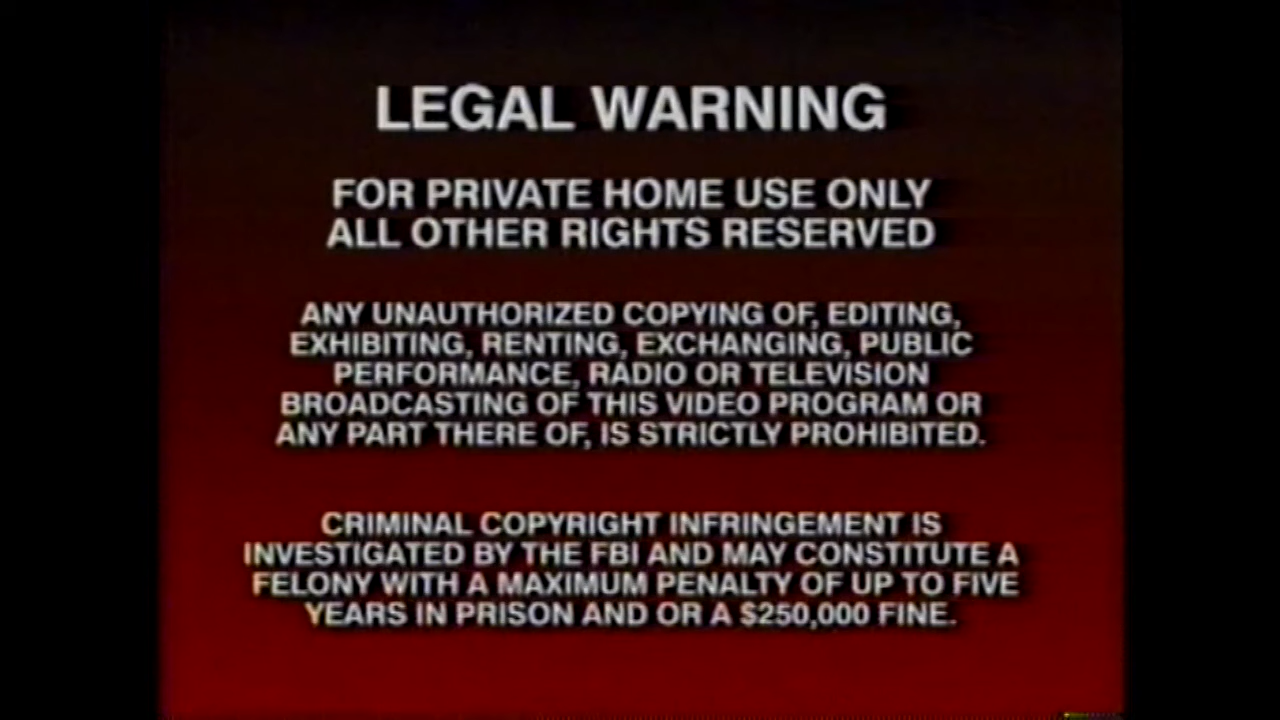 LEGAL WARNING
FOR PRIVATE HOME USE ONLY
ALL OTHER RIGHTS RESERVED
ANY UNAUTHORIZED COPYING OF, EDITING,
EXHIBITING, RENTING, EXCHANGING, PUBLIC
PERFORMANCE, RADIO OR TELEVISION
BROADCASTING OF THIS VIDEO PROGRAM OR
ANY PART THERE OF, IS STRICTLY PROHIBITED.
CRIMINAL COPYRIGHT INFRINGEMENT IS
INVESTIGATED BY THE FBI AND MAY CONSTITUTE A
FELONY WITH A MAXIMUM PENALTY OF UP TO FIVE
YEARS IN PRISON AND OR A $250,000 FINE.